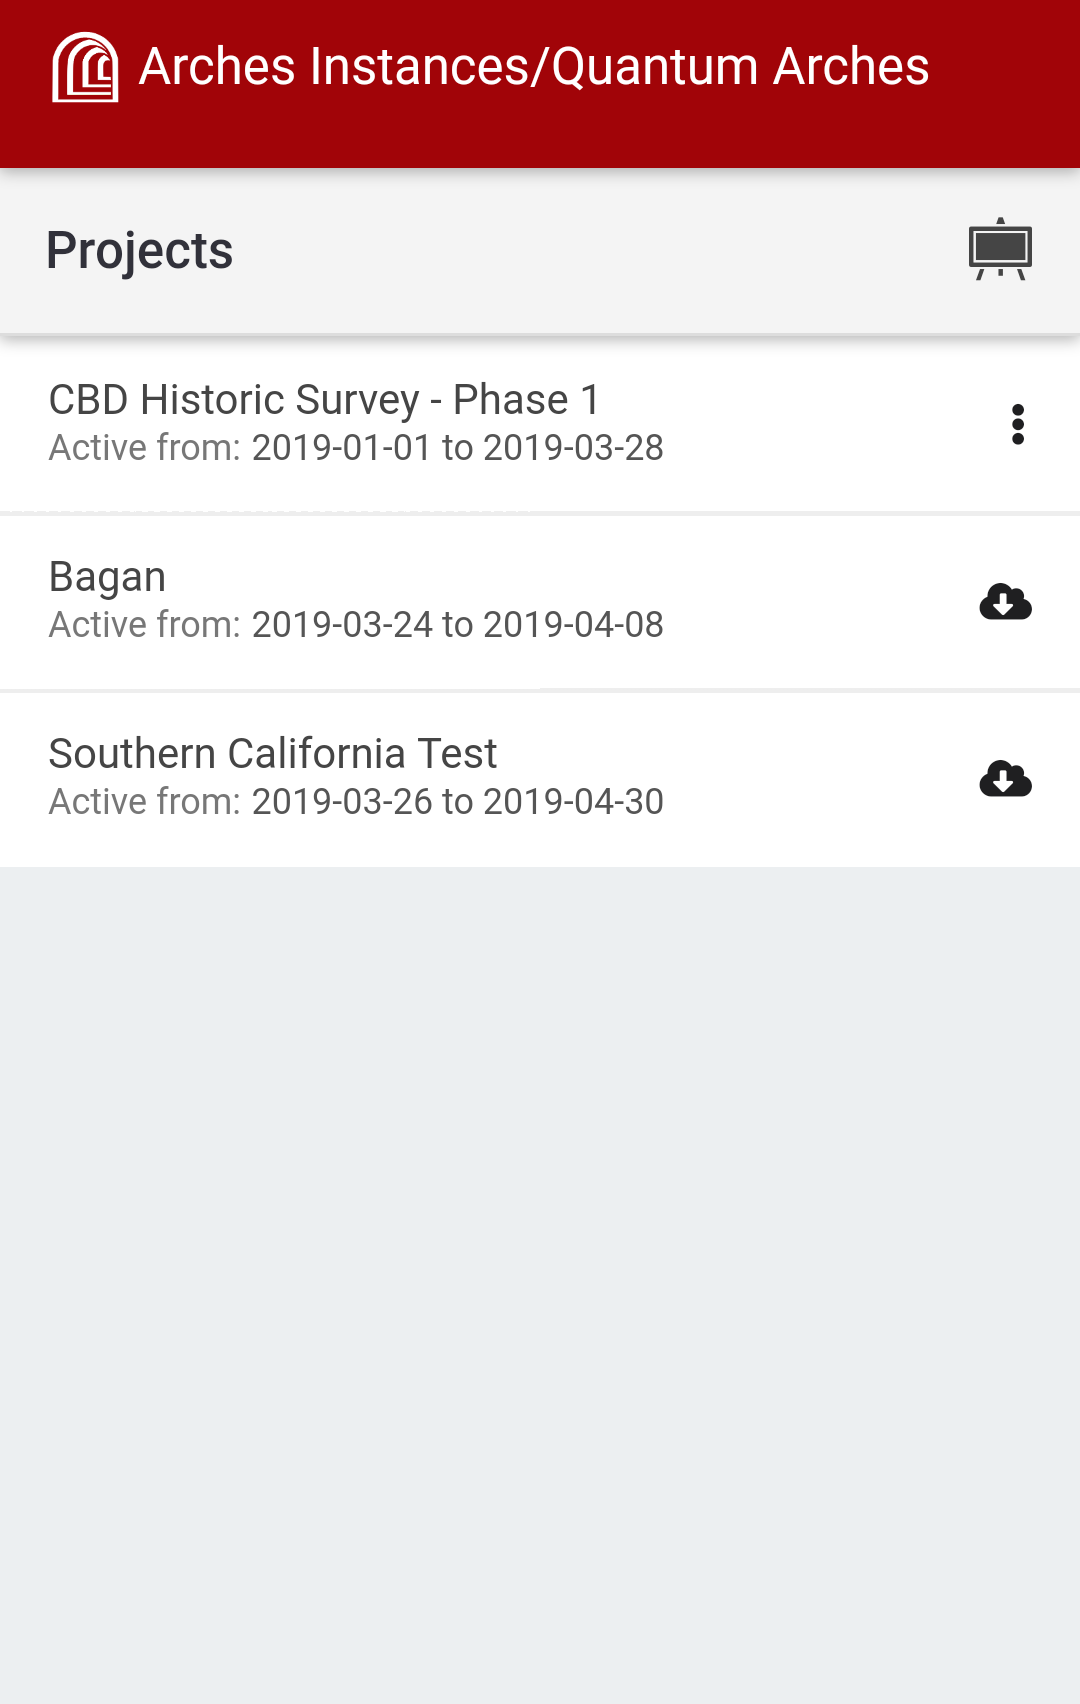 Arches Instances/Quantum Arches
Projects
CBD Historic Survey - Phase 1
Active from: 2019-01-01 to 2019-03-28
Bagan
Active from: 2019-03-24 to 2019-04-08
Southern California Test
Active from: 2019-03-26 to 2019-04-30